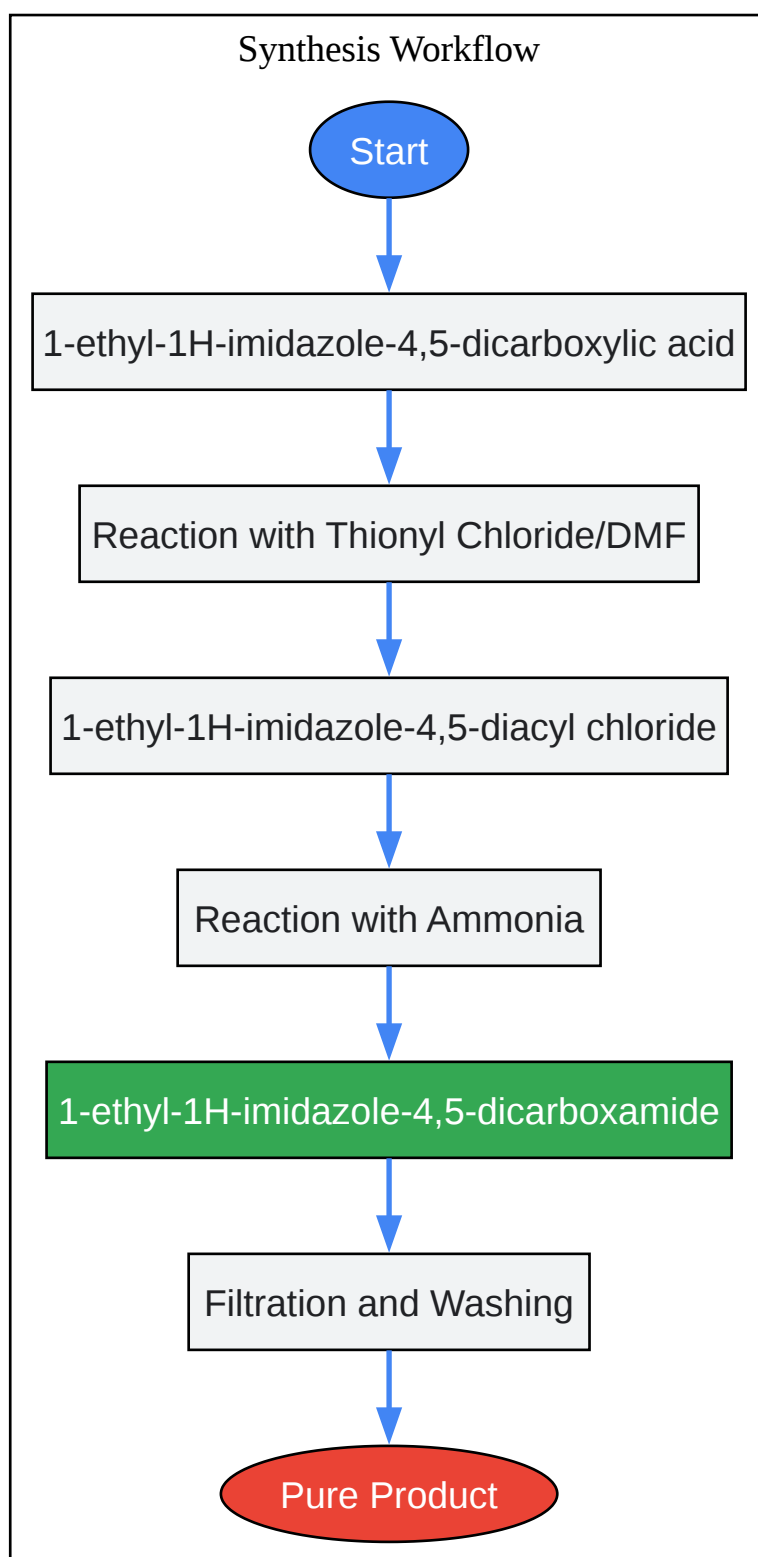 Synthesis Workflow
Start
1-ethyl-1H-imidazole-4,5-dicarboxylic acid
Reaction with Thionyl Chloride/DMF
1-ethyl-1H-imidazole-4,5-diacyl chloride
Reaction with Ammonia
1-ethyl-1H-imidazole-4,5-dicarboxamide
Filtration and Washing
Pure Product